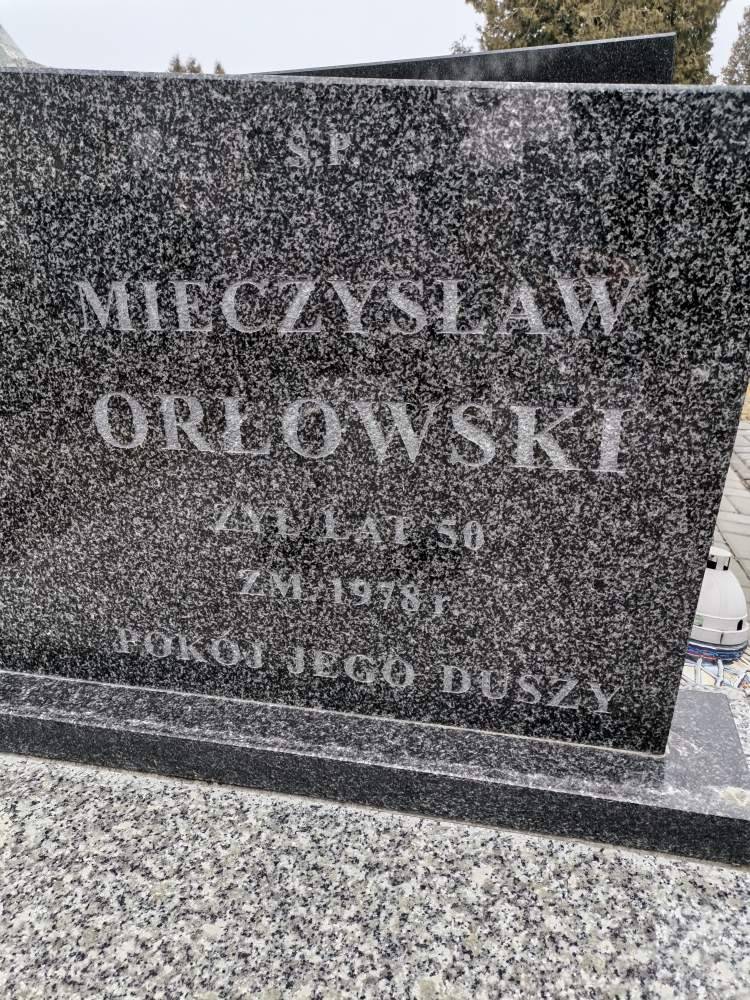 Ś.P.
MIECZYSŁAW
ORŁOWSKI
ŻYŁ LAT 50
ZM. 1978 r.
POKÓJ JEGO DUSZY